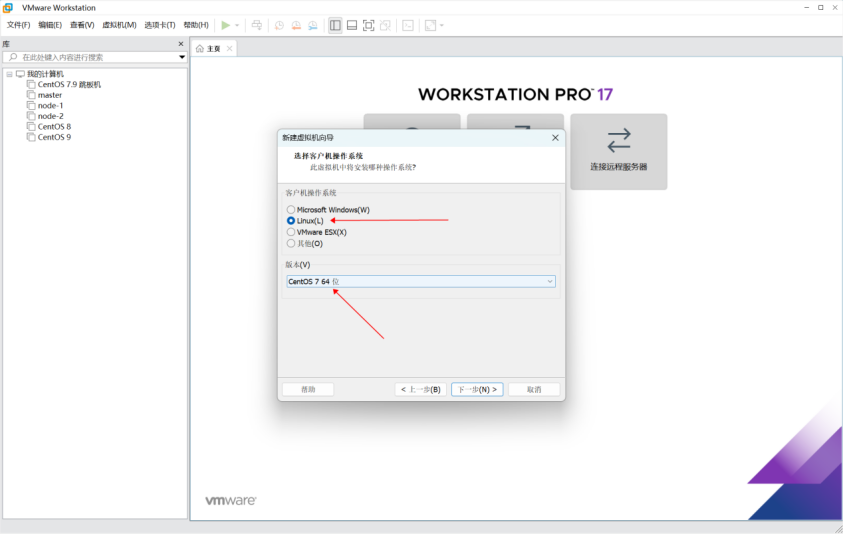 VMware Workstation
文件(F) 编辑(E) 查看(V) 虚拟机(M) 选项卡(T) 帮助(H)
库
在此处键入内容进行搜索
我的计算机
CentOS 7.9 跳板机
master
node-1
node-2
CentOS 8
CentOS 9
主页
WORKSTATION PRO™ 17
连接远程服务器
新建虚拟机向导
选择客户机操作系统
此虚拟机中将安装哪种操作系统?
客户机操作系统
Microsoft Windows(W)
Linux(L)
VMware ESX(X)
其他(O)
版本(V)
CentOS 7 64 位
帮助
< 上一步(B)
下一步(N) >
取消
vmware